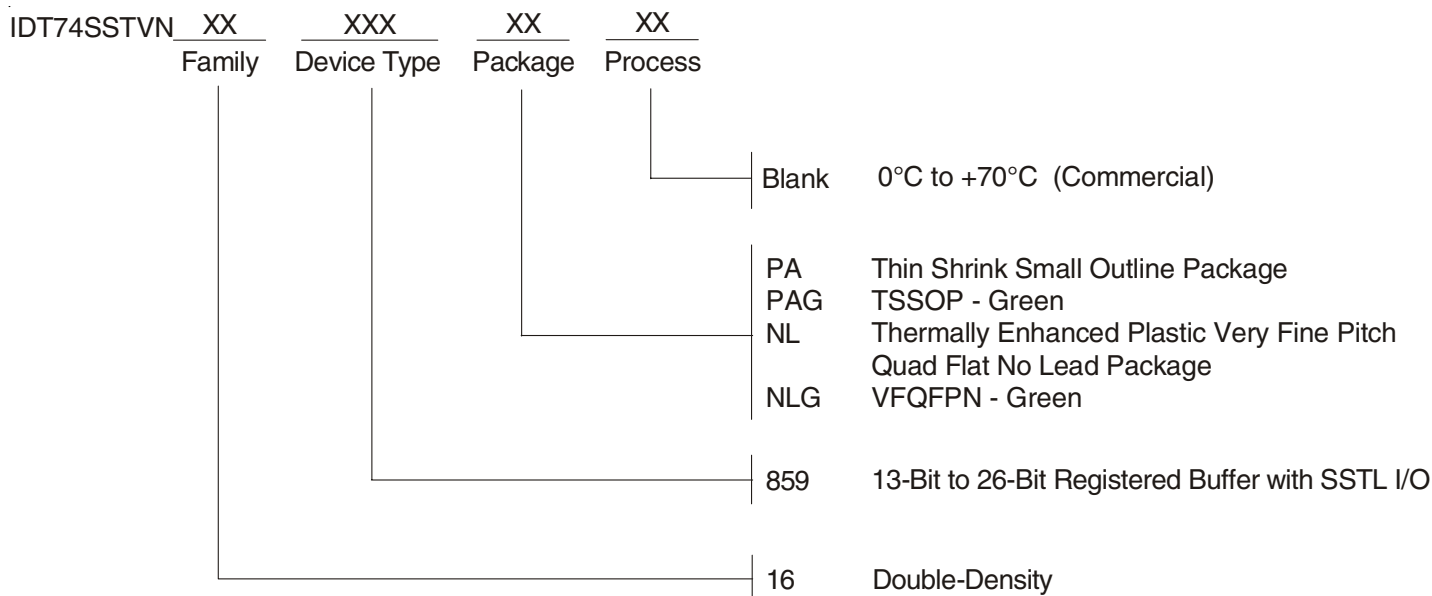 IDT74SSTVN XX XXX XX XX
Family Device Type Package Process
Blank 0°C to +70°C (Commercial)
PA Thin Shrink Small Outline Package
PAG TSSOP - Green
NL Thermally Enhanced Plastic Very Fine Pitch
Quad Flat No Lead Package
NLG VFQFPN - Green
859 13-Bit to 26-Bit Registered Buffer with SSTL I/O
16 Double-Density